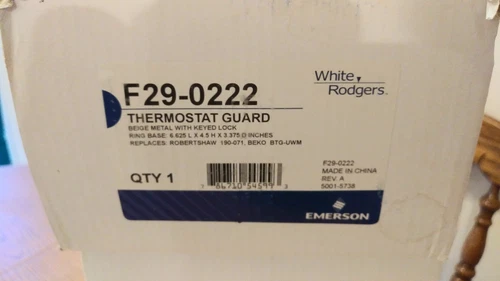 F29-0222
White
Rodgers™
THERMOSTAT GUARD
BEIGE METAL WITH KEYED LOCK
RING BASE: 6.625 L X 4.5 H X 3.375 D INCHES
REPLACES: ROBERTSHAW 190-071, BEKO BTG-UWM
QTY 1
F29-0222
MADE IN CHINA
REV. A
5001-5738
EMERSON